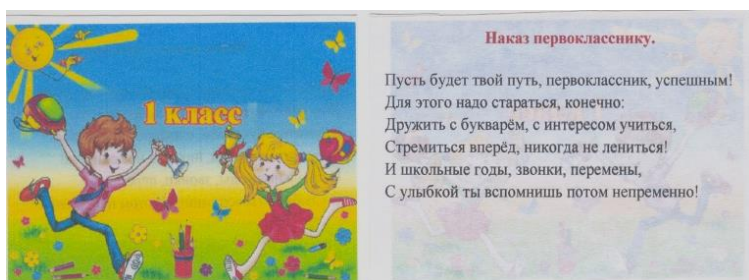 1 класс
Наказ первокласснику.
Пусть будет твой путь, первоклассник, успешным!
Для этого надо стараться, конечно:
Дружить с букварём, с интересом учиться,
Стремиться вперёд, никогда не лениться!
И школьные годы, звонки, перемены,
С улыбкой ты вспомнишь потом непременно!